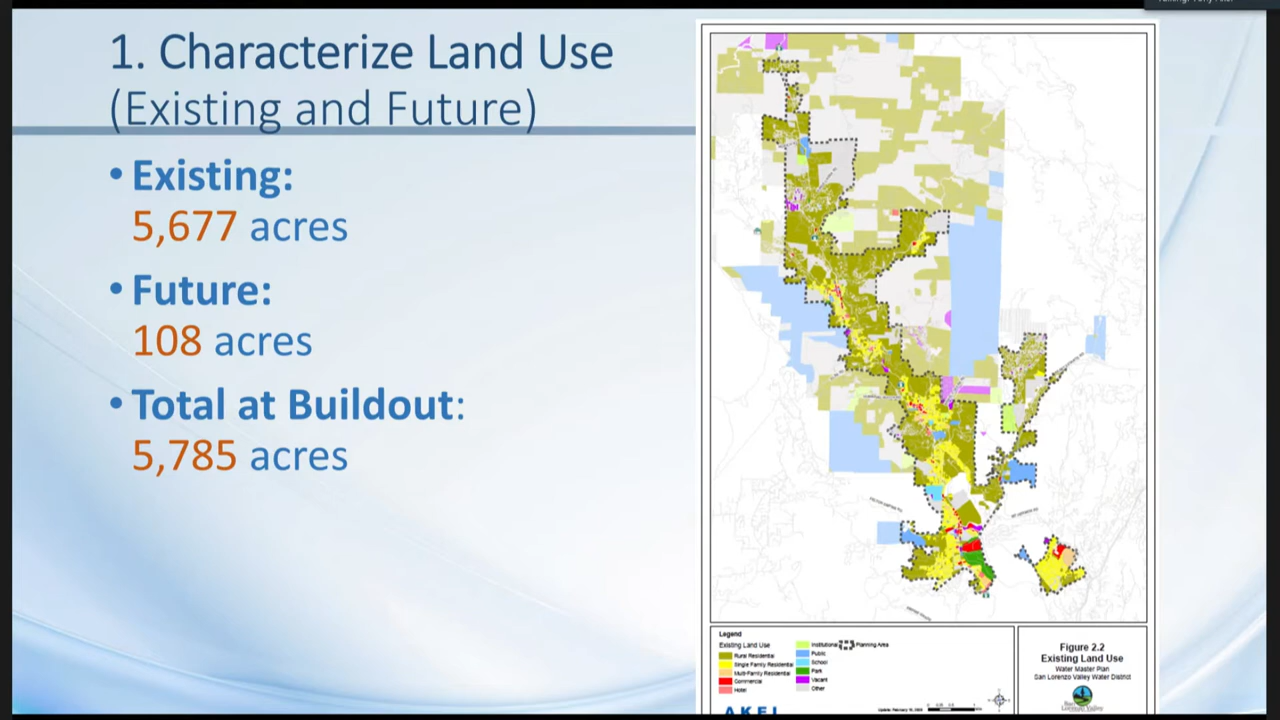 1. Characterize Land Use
(Existing and Future)
• Existing:
5,677 acres
• Future:
108 acres
• Total at Buildout:
5,785 acres
Legend
Existing Land Use
Rural Residential
Single Family Residential
Multi-Family Residential
Commercial
Hotel
Institutional
Public
School
Park
Vacant
Other
Planning Area
AKEL
Figure 2.2
Existing Land Use
Water Master Plan
San Lorenzo Valley Water District